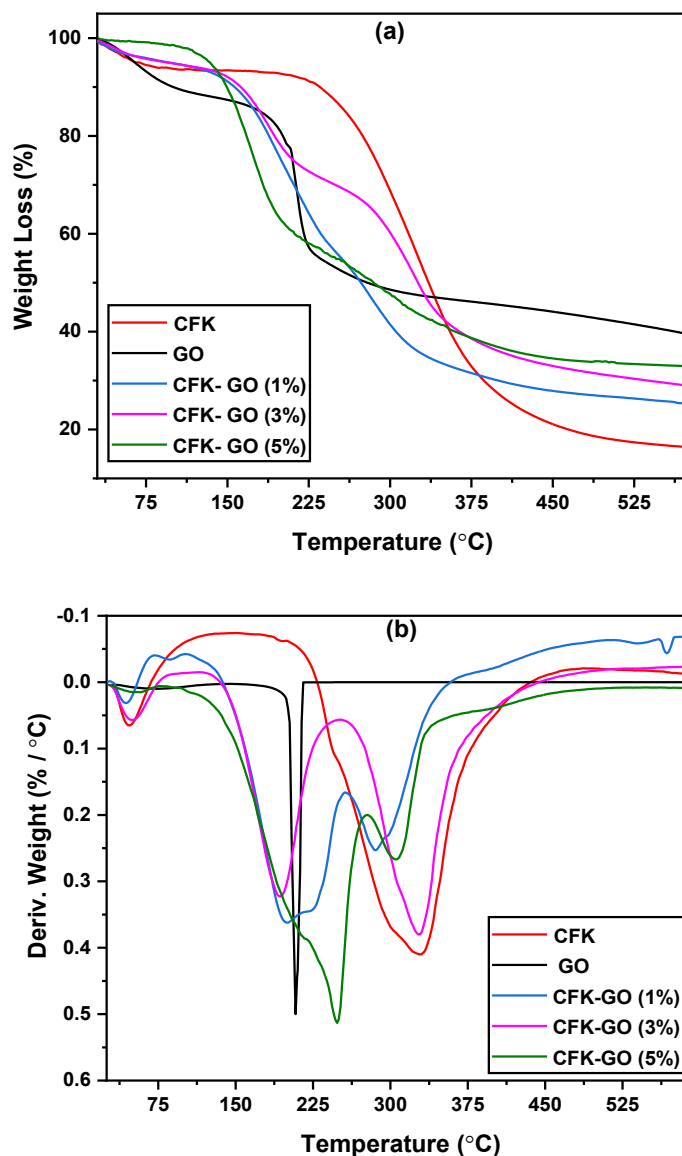 (a)
100
80
60
40
20
Weight Loss (%)
CFK
GO
CFK- GO (1%)
CFK- GO (3%)
CFK- GO (5%)
75 150 225 300 375 450 525
Temperature (°C)
(b)
-0.1
0.0
0.1
0.2
0.3
0.4
0.5
0.6
Deriv. Weight (% / °C)
CFK
GO
CFK-GO (1%)
CFK-GO (3%)
CFK-GO (5%)
75 150 225 300 375 450 525
Temperature (°C)